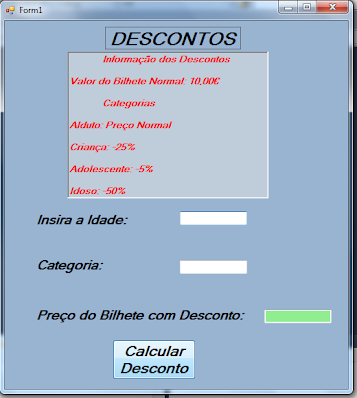 Form1
DESCONTOS
Informação dos Descontos
Valor do Bilhete Normal: 10,00€
Categorias
Alduto: Preço Normal
Criança: -25%
Adolescente: -5%
Idoso: -50%
Insira a Idade:
Categoria:
Preço do Bilhete com Desconto:
Calcular
Desconto